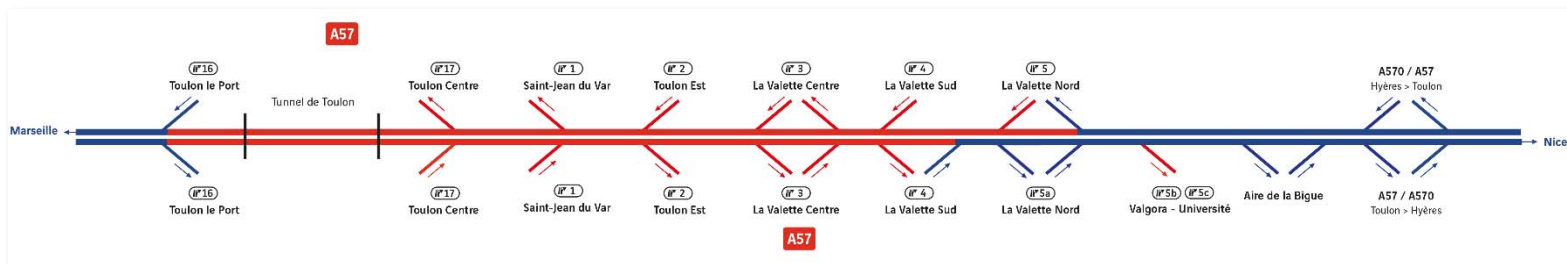 A57
16
Toulon le Port
Tunnel de Toulon
17
Toulon Centre
1
Saint-Jean du Var
2
Toulon Est
3
La Valette Centre
4
La Valette Sud
5
La Valette Nord
A570 / A57
Hyères > Toulon
Marseille
Nice
16
Toulon le Port
17
Toulon Centre
1
Saint-Jean du Var
2
Toulon Est
3
La Valette Centre
4
La Valette Sud
5a
La Valette Nord
5b 5c
Valgora - Université
Aire de la Bigue
A57 / A570
Toulon > Hyères
A57